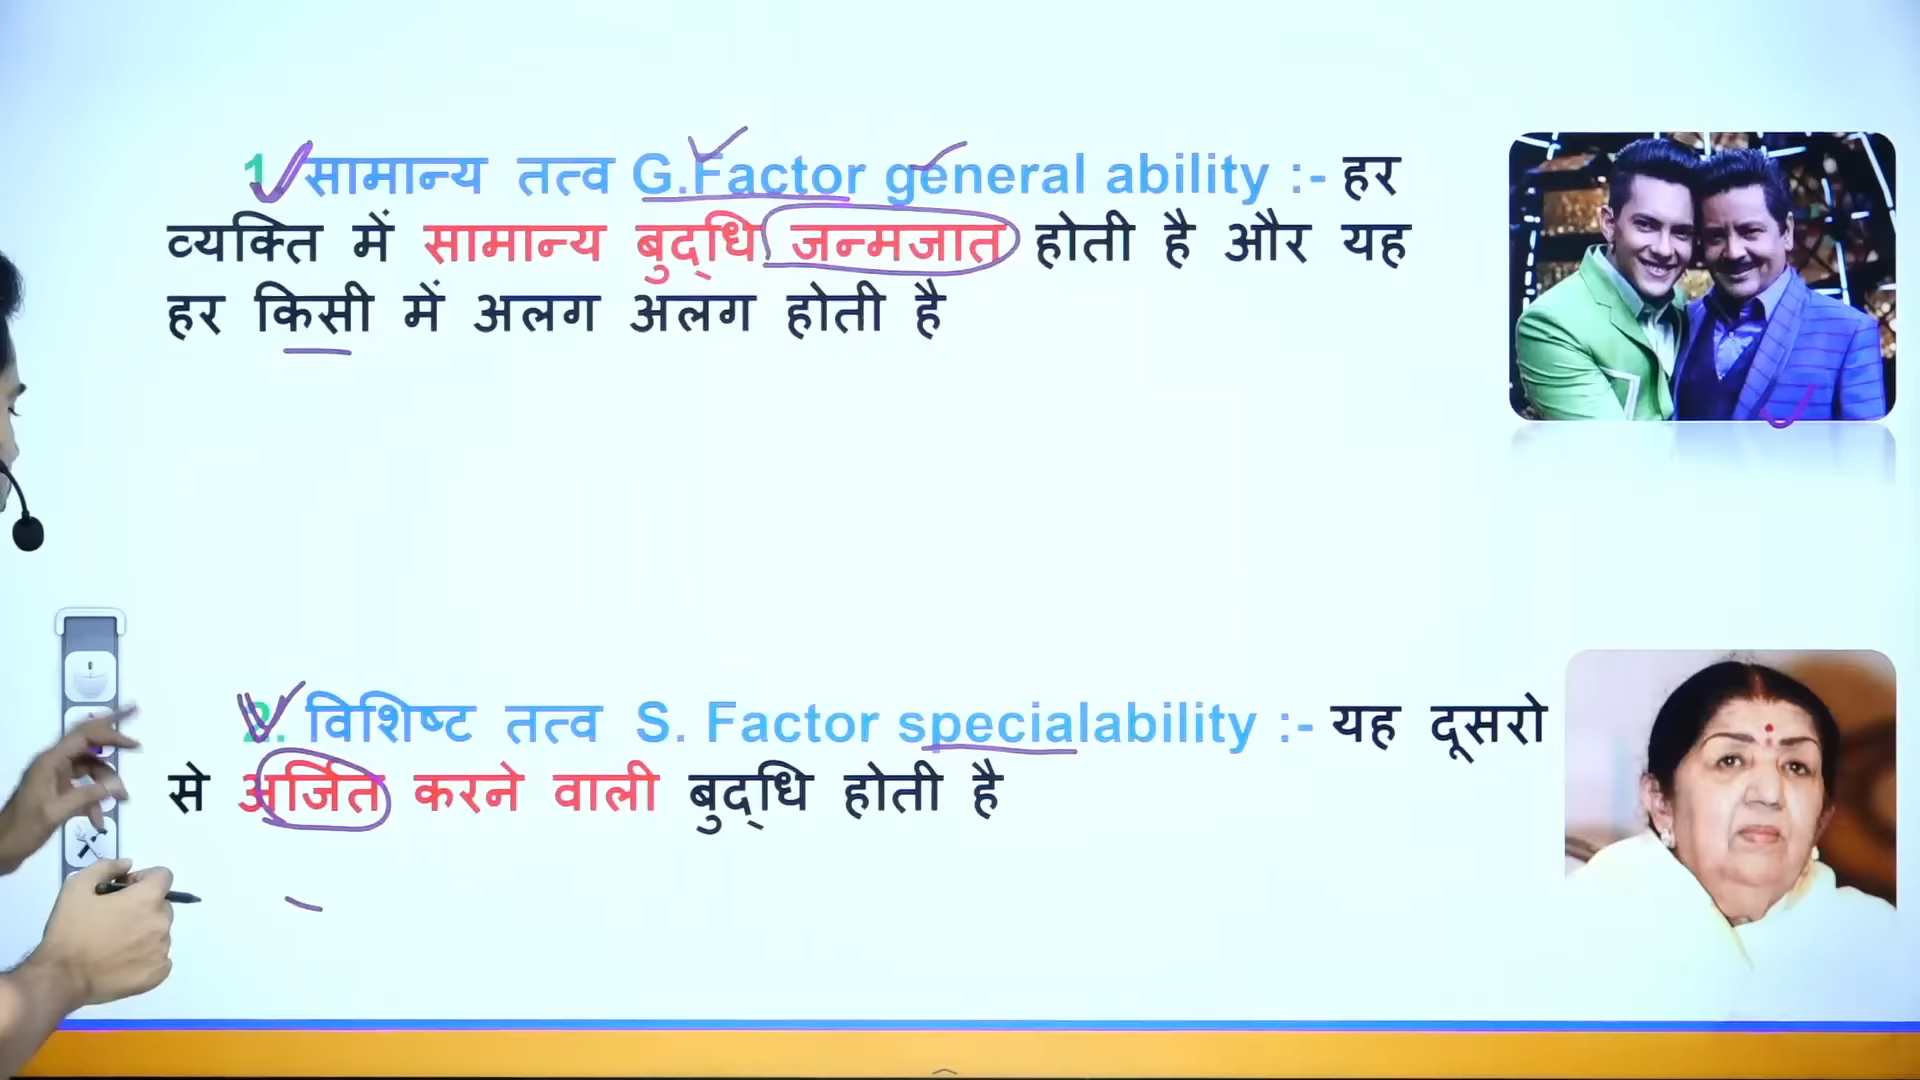 1. सामान्य तत्व G.Factor general ability :- हर
व्यक्ति में सामान्य बुद्धि जन्मजात होती है और यह
हर किसी में अलग अलग होती है
2. विशिष्ट तत्व S. Factor specialability :- यह दूसरो
से अर्जित करने वाली बुद्धि होती है